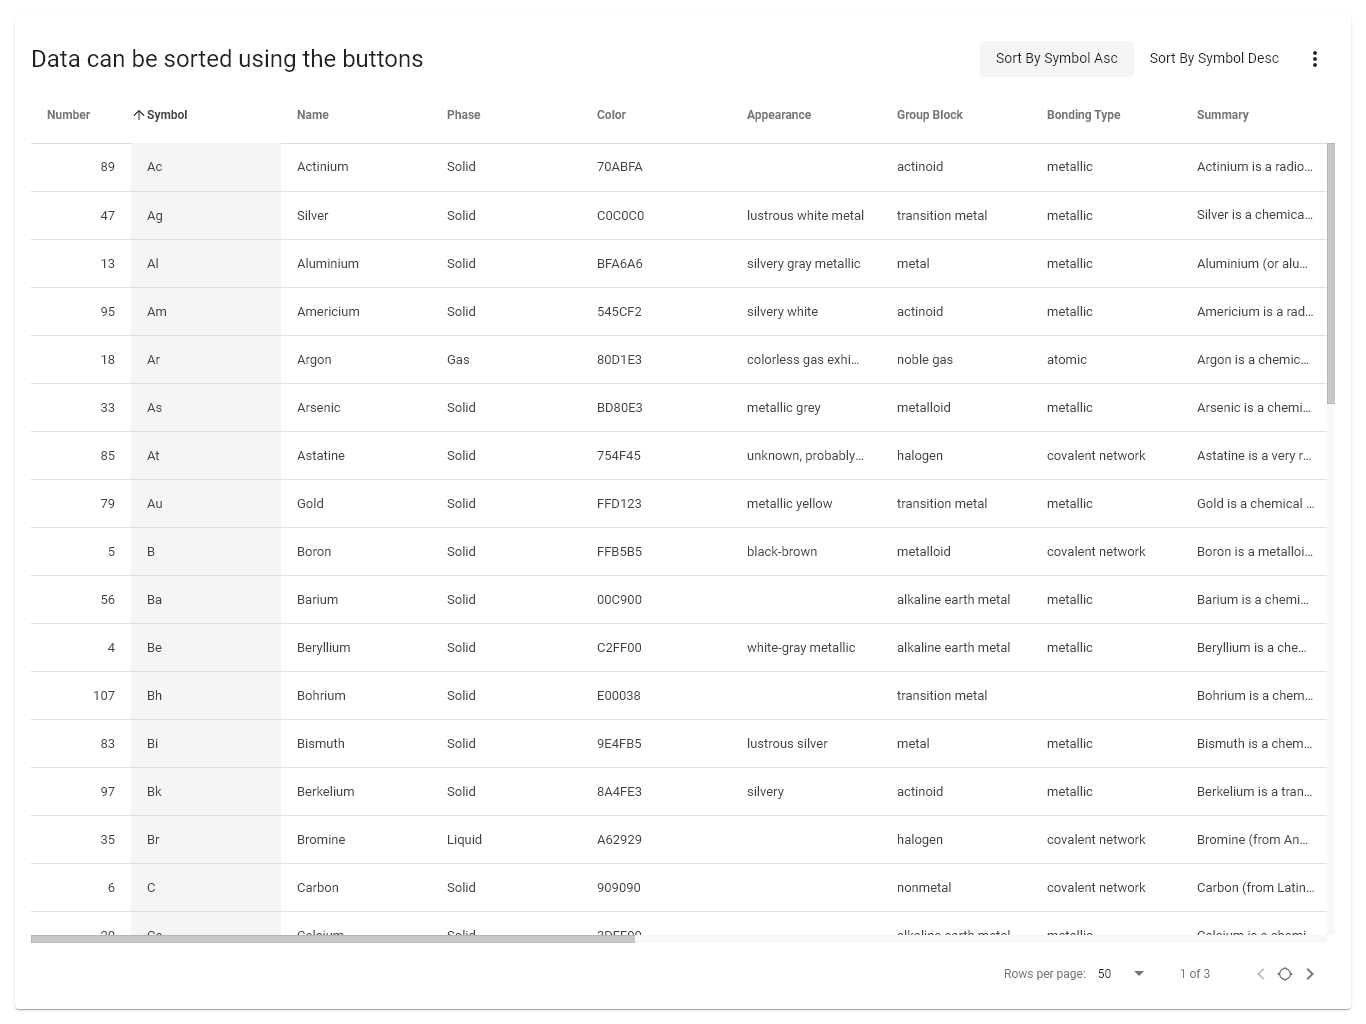 Data can be sorted using the buttons Sort By Symbol Asc Sort By Symbol Desc
Number Symbol Name Phase Color Appearance Group Block Bonding Type Summary
89 Ac Actinium Solid 70ABFA actinoid metallic Actinium is a radio...
47 Ag Silver Solid C0C0C0 lustrous white metal transition metal metallic Silver is a chemica...
13 Al Aluminium Solid BFA6A6 silvery gray metallic metal metallic Aluminium (or alu...
95 Am Americium Solid 545CF2 silvery white actinoid metallic Americium is a rad...
18 Ar Argon Gas 80D1E3 colorless gas exhi... noble gas atomic Argon is a chemic...
33 As Arsenic Solid BD80E3 metallic grey metalloid metallic Arsenic is a chemi...
85 At Astatine Solid 754F45 unknown, probably... halogen covalent network Astatine is a very r...
79 Au Gold Solid FFD123 metallic yellow transition metal metallic Gold is a chemical ...
5 B Boron Solid FFB5B5 black-brown metalloid covalent network Boron is a metalloi...
56 Ba Barium Solid 00C900 alkaline earth metal metallic Barium is a chemi...
4 Be Beryllium Solid C2FF00 white-gray metallic alkaline earth metal metallic Beryllium is a che...
107 Bh Bohrium Solid E00038 transition metal Bohrium is a chem...
83 Bi Bismuth Solid 9E4FB5 lustrous silver metal metallic Bismuth is a chem...
97 Bk Berkelium Solid 8A4FE3 silvery actinoid metallic Berkelium is a tran...
35 Br Bromine Liquid A62929 halogen covalent network Bromine (from An...
6 C Carbon Solid 909090 nonmetal covalent network Carbon (from Latin...
Calcium Solid alkaline earth metal metallic Calcium is a chemi...
Rows per page: 50 1 of 3